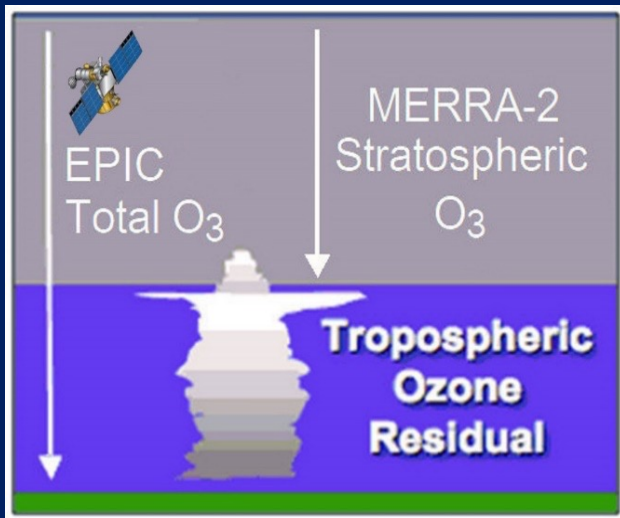 EPIC
Total O₃
MERRA-2
Stratospheric
O₃
Tropospheric
Ozone
Residual